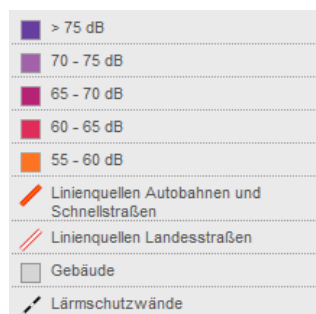 > 75 dB
70 - 75 dB
65 - 70 dB
60 - 65 dB
55 - 60 dB
Linienquellen Autobahnen und
Schnellstraßen
Linienquellen Landesstraßen
Gebäude
Lärmschutzwände